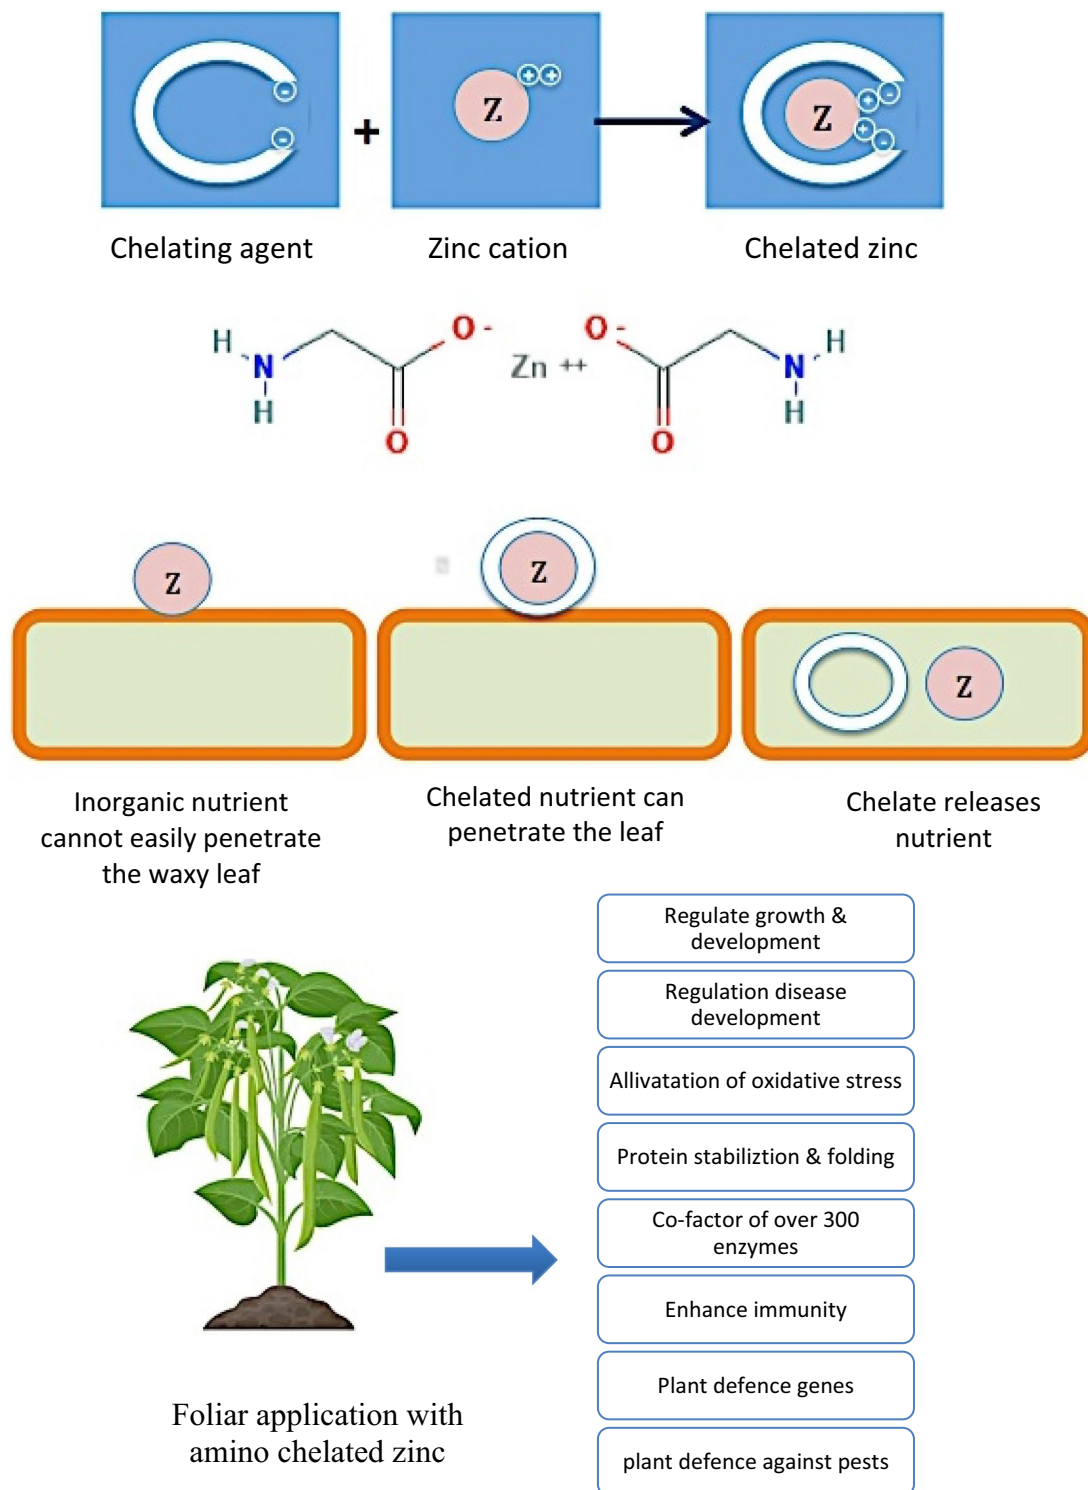 Z
Z
+
Chelating agent
Zinc cation
Chelated zinc
H N H O O - Zn ++ O - O N H H
Z
Z
Z
Inorganic nutrient
cannot easily penetrate
the waxy leaf
Chelated nutrient can
penetrate the leaf
Chelate releases
nutrient
Regulate growth &
development
Regulation disease
development
Allivatation of oxidative stress
Protein stabiliztion & folding
Co-factor of over 300
enzymes
Enhance immunity
Plant defence genes
plant defence against pests
Foliar application with
amino chelated zinc